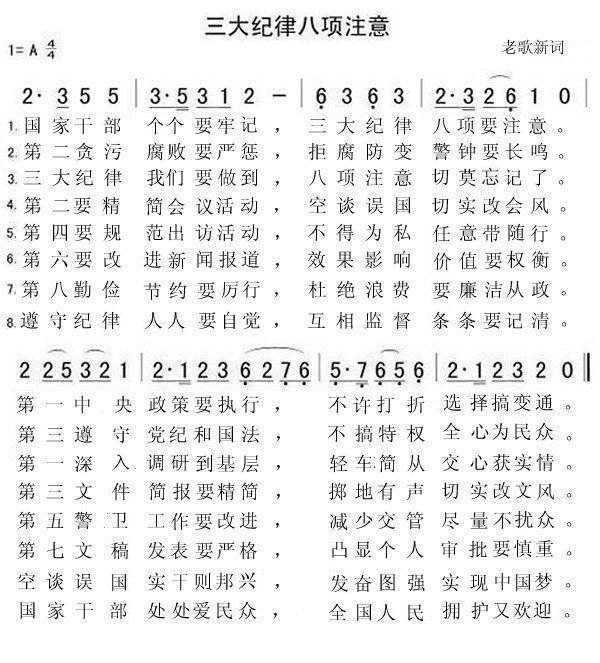 三大纪律八项注意
1= A 4/4 老歌新词
2· 3 5 5 | 3·5 3 1 2 － | 6 3 6 3 | 2·3 2 6 1 0 |
1. 国家干部 个个要牢记， 三大纪律 八项要注意。
2. 第二贪污 腐败要严惩， 拒腐防变 警钟要长鸣。
3. 三大纪律 我们要做到， 八项注意 切莫忘记了。
4. 第二要精 简会议活动， 空谈误国 切实改会风。
5. 第四要规 范出访活动， 不得为私 任意带随行。
6. 第六要改 进新闻报道， 效果影响 价值要权衡。
7. 第八勤俭 节约要厉行， 杜绝浪费 要廉洁从政。
8. 遵守纪律 人人要自觉， 互相监督 条条要记清。
2 2 5 3 2 1 | 2·1 2 3 6 2 7 6 | 5·7 6 5 5 6 | 2·1 2 3 2 0 ‖
第一中央 政策要执行， 不许打折 选择搞变通。
第三遵守 党纪和国法， 不搞特权 全心为民众。
第一深入 调研到基层， 轻车简从 交心获实情。
第三文件 简报要精简， 掷地有声 切实改文风。
第五警卫 工作要改进， 减少交管 尽量不扰众。
第七文稿 发表要严格， 凸显个人 审批要慎重。
空谈误国 实干则邦兴， 发奋图强 实现中国梦。
国家干部 处处爱民众， 全国人民 拥护又欢迎。